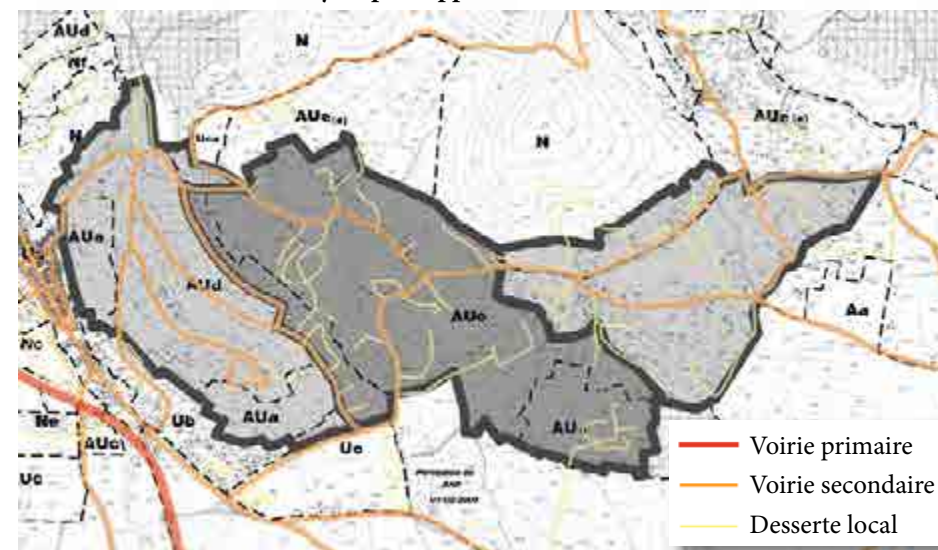 AUd
N
Nf
AUc(a)
N
N
AUc(a)
AUa
AUd
AUc
Aa
Nc
Ne
Ub
AUa
AU
AUc
Ue
Uc
Voirie primaire
Voirie secondaire
Desserte local